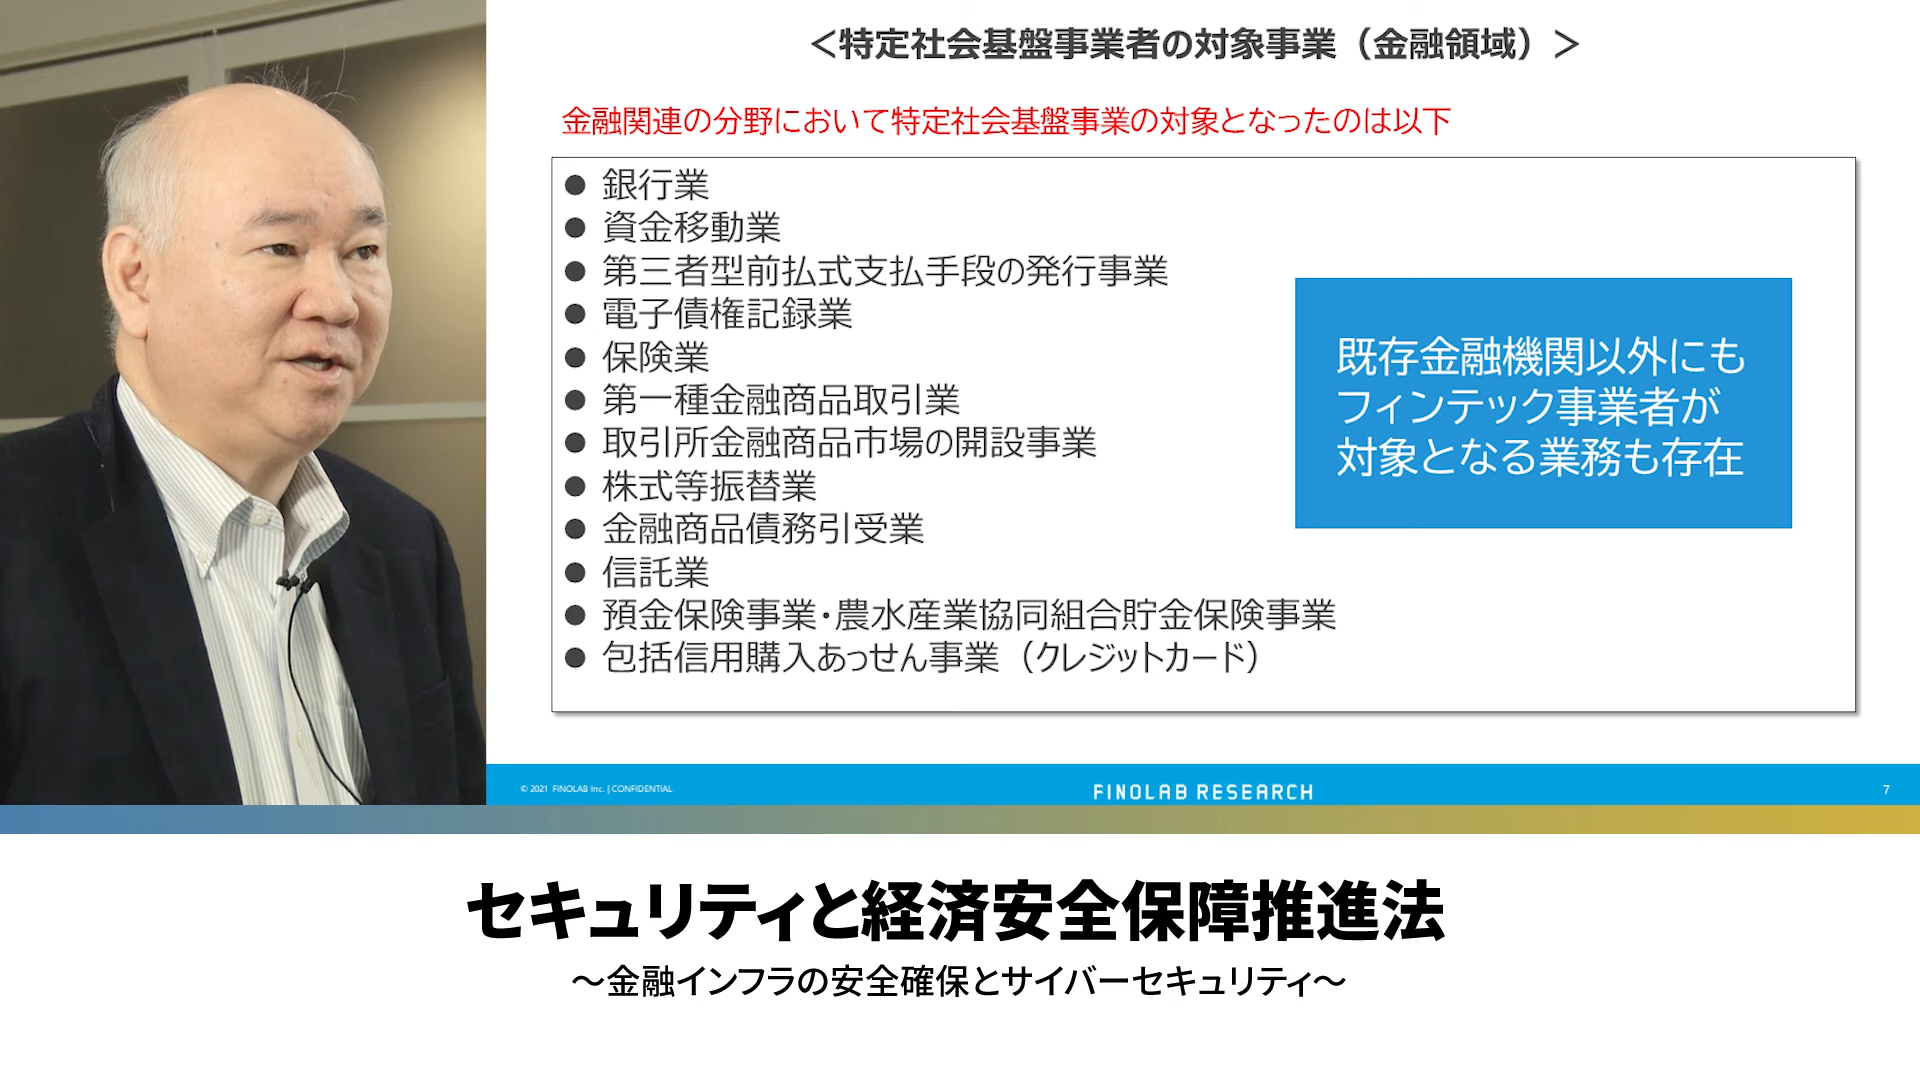 ＜特定社会基盤事業者の対象事業（金融領域）＞
金融関連の分野において特定社会基盤事業の対象となったのは以下
● 銀行業
● 資金移動業
● 第三者型前払式支払手段の発行事業
● 電子債権記録業
● 保険業
● 第一種金融商品取引業
● 取引所金融商品市場の開設事業
● 株式等振替業
● 金融商品債務引受業
● 信託業
● 預金保険事業・農水産業協同組合貯金保険事業
● 包括信用購入あっせん事業（クレジットカード）
既存金融機関以外にも
フィンテック事業者が
対象となる業務も存在
© 2021 FINOLAB Inc. | CONFIDENTIAL
FINOLAB RESEARCH
7
セキュリティと経済安全保障推進法
～金融インフラの安全確保とサイバーセキュリティ～